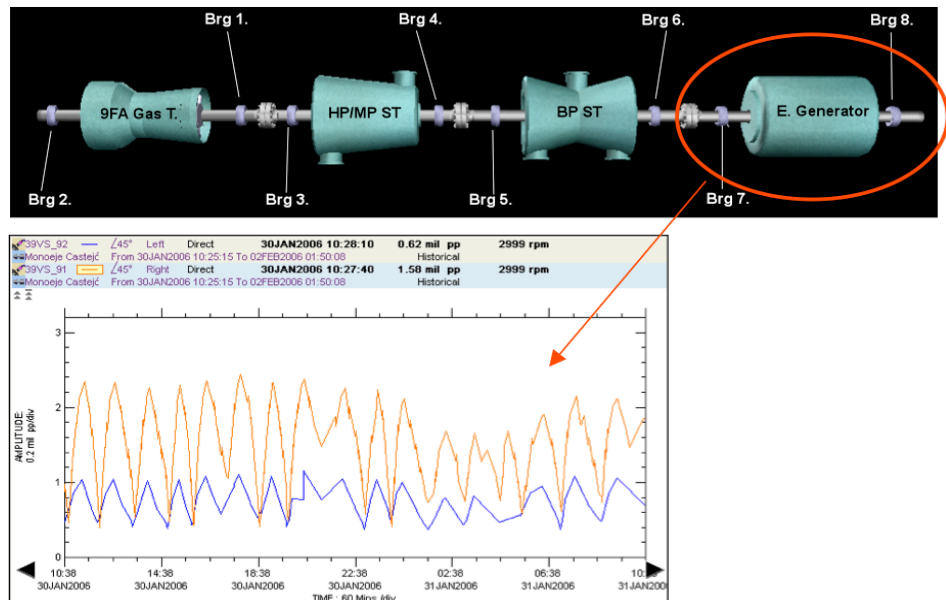 Brg 1.
Brg 4.
Brg 6.
Brg 8.
9FA Gas T.
HP/MP ST
BP ST
E. Generator
Brg 2.
Brg 3.
Brg 5.
Brg 7.
39VS_92 ∠45° Left Direct 30JAN2006 10:28:10 0.62 mil pp 2999 rpm
Monoeje Castejć From 30JAN2006 10:25:15 To 02FEB2006 01:50:08 Historical
39VS_91 ∠45° Right Direct 30JAN2006 10:27:40 1.58 mil pp 2999 rpm
Monoeje Castejć From 30JAN2006 10:25:15 To 02FEB2006 01:50:08 Historical
AMPLITUDE:
0.2 mil pp/div
3
2
1
0
10:38 14:38 18:38 22:38 02:38 06:38
30JAN2006 30JAN2006 30JAN2006 30JAN2006 31JAN2006 31JAN2006
TIME : 60 Mins /div